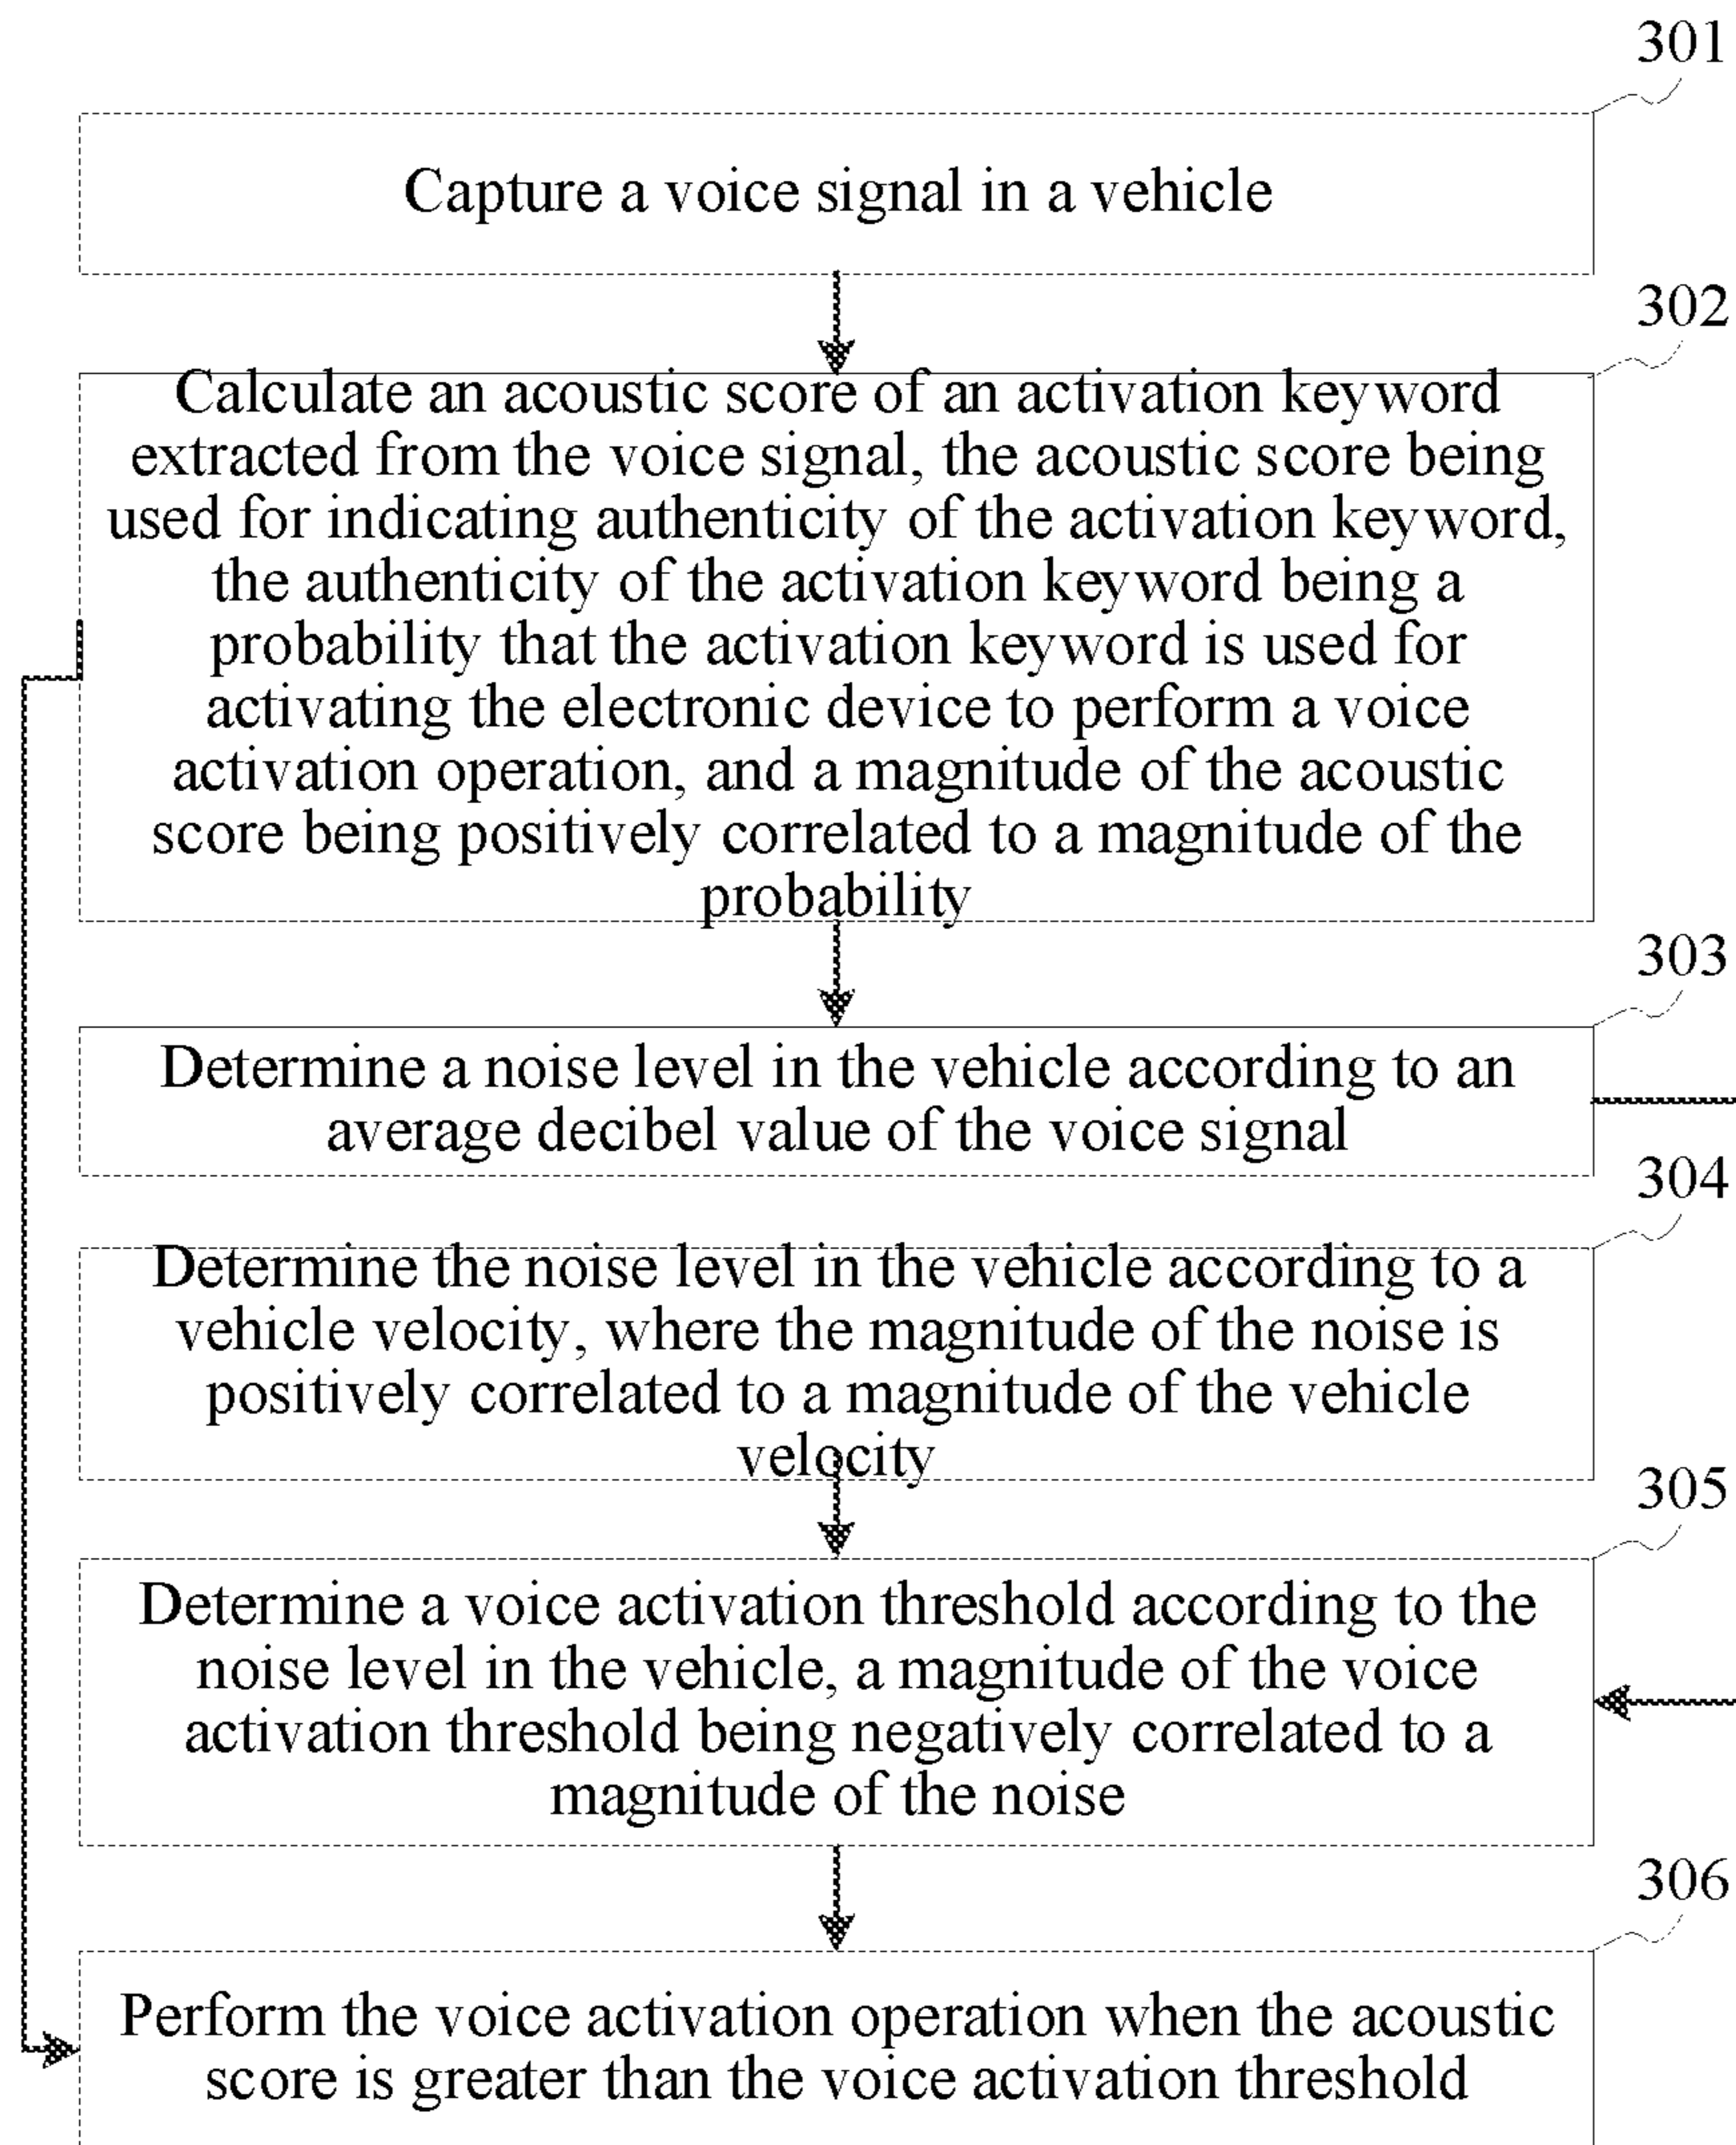 301
Capture a voice signal in a vehicle
302
Calculate an acoustic score of an activation keyword
extracted from the voice signal, the acoustic score being
used for indicating authenticity of the activation keyword,
the authenticity of the activation keyword being a
probability that the activation keyword is used for
activating the electronic device to perform a voice
activation operation, and a magnitude of the acoustic
score being positively correlated to a magnitude of the
probability
303
Determine a noise level in the vehicle according to an
average decibel value of the voice signal
304
Determine the noise level in the vehicle according to a
vehicle velocity, where the magnitude of the noise is
positively correlated to a magnitude of the vehicle
velocity
305
Determine a voice activation threshold according to the
noise level in the vehicle, a magnitude of the voice
activation threshold being negatively correlated to a
magnitude of the noise
306
Perform the voice activation operation when the acoustic
score is greater than the voice activation threshold